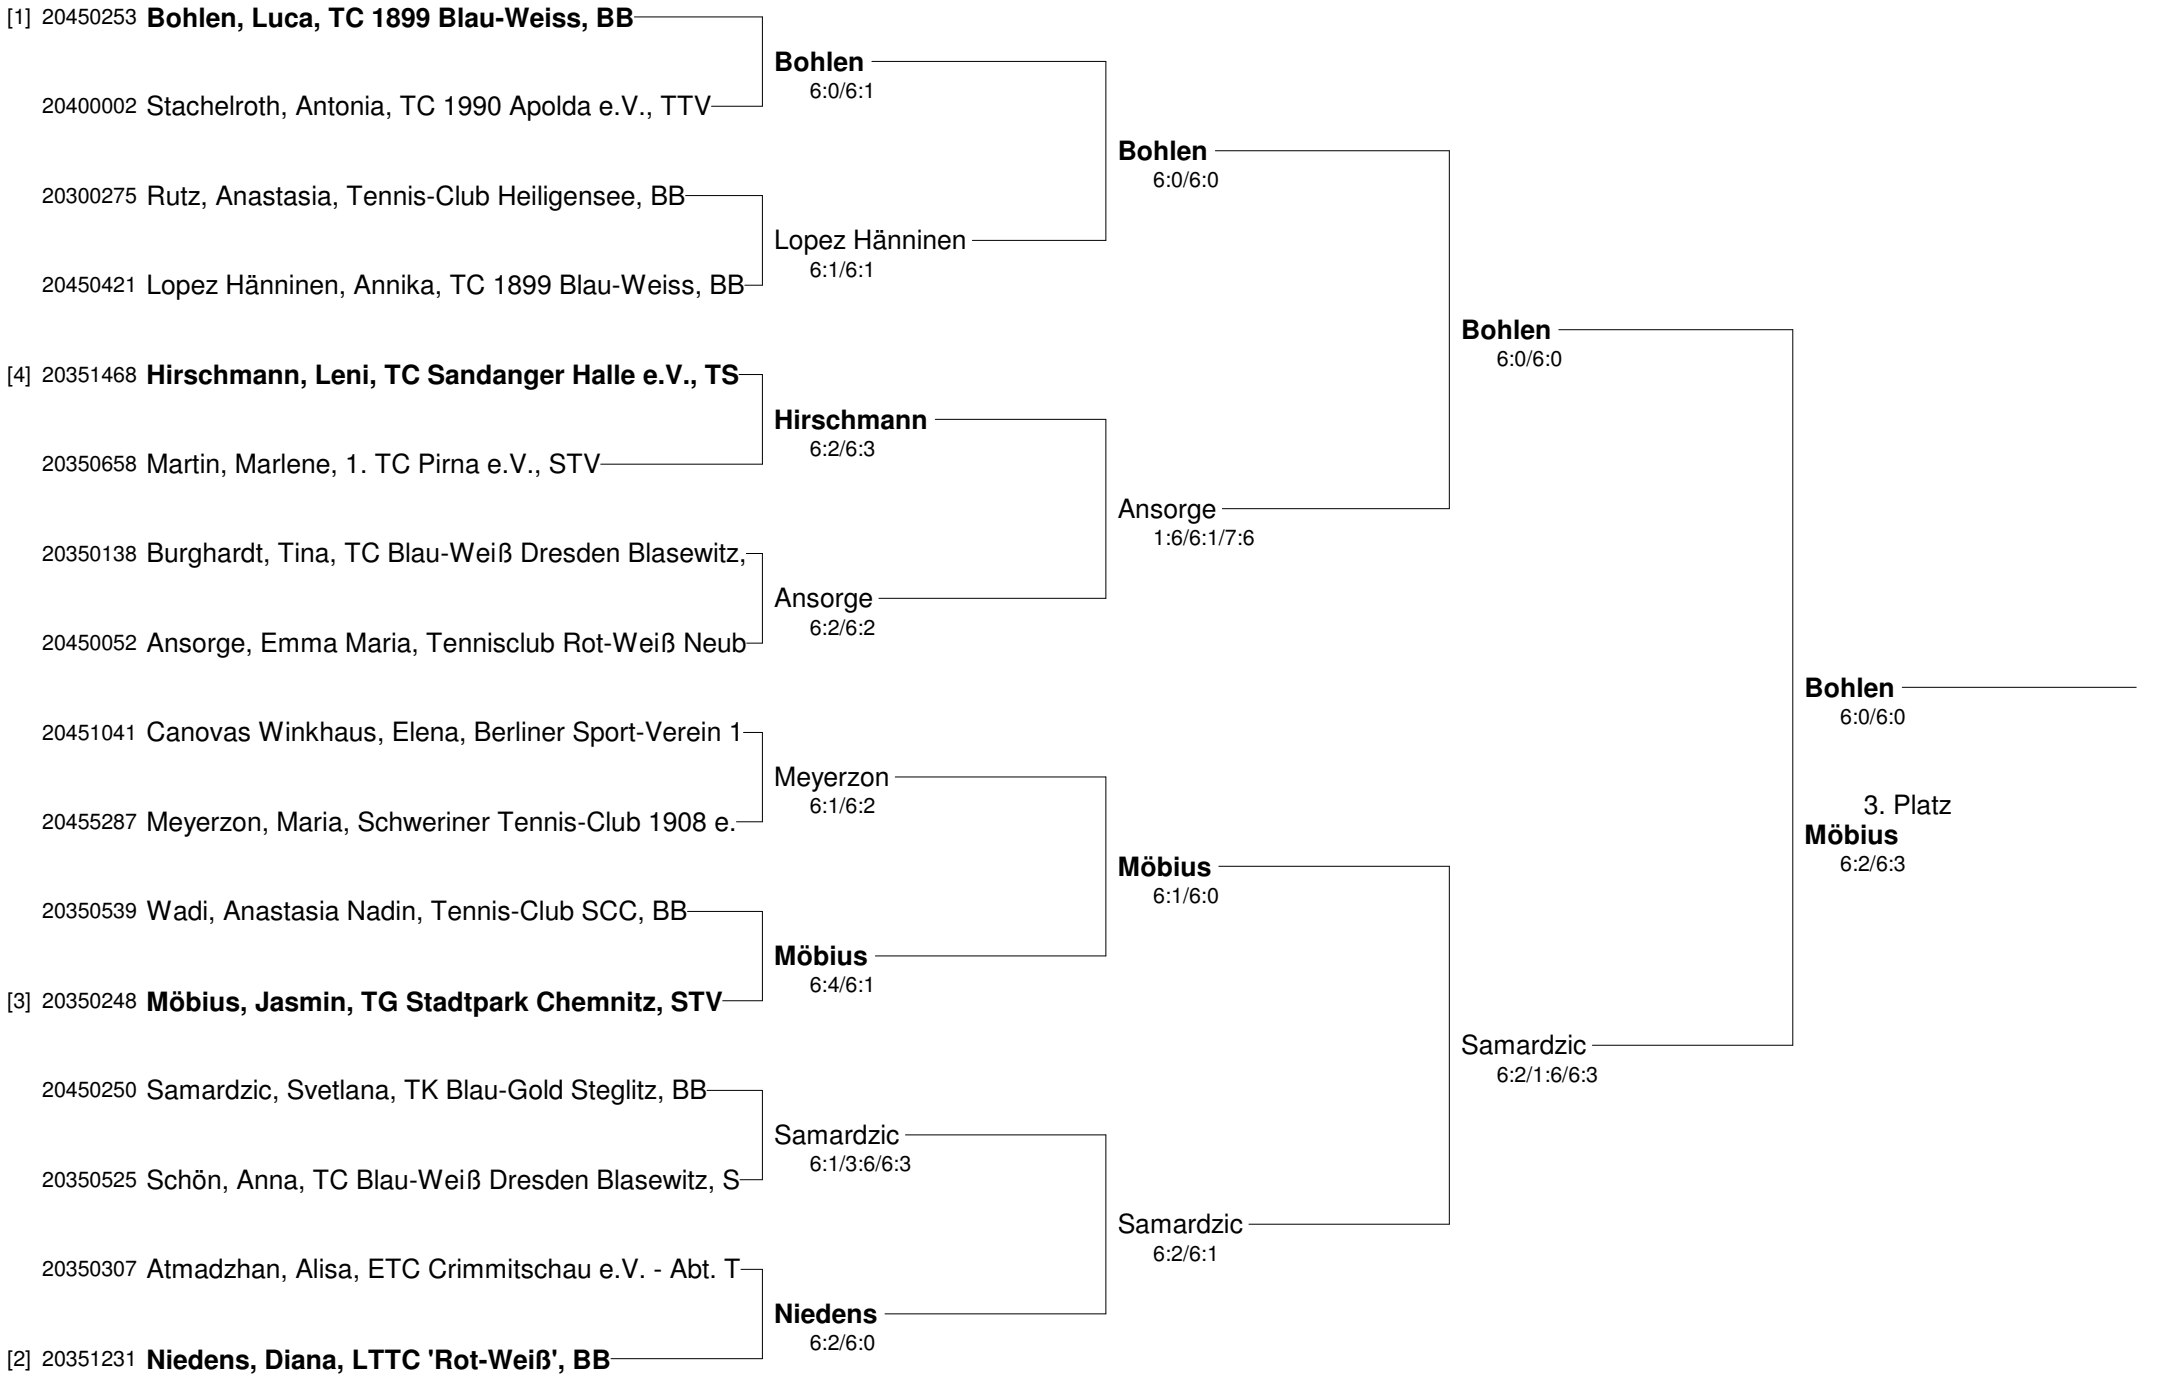 [1] 20450253 Bohlen, Luca, TC 1899 Blau-Weiss, BB
Bohlen
6:0/6:1
20400002 Stachelroth, Antonia, TC 1990 Apolda e.V., TTV
Bohlen
6:0/6:0
20300275 Rutz, Anastasia, Tennis-Club Heiligensee, BB
Lopez Hänninen
6:1/6:1
20450421 Lopez Hänninen, Annika, TC 1899 Blau-Weiss, BB
Bohlen
6:0/6:0
[4] 20351468 Hirschmann, Leni, TC Sandanger Halle e.V., TS
Hirschmann
6:2/6:3
20350658 Martin, Marlene, 1. TC Pirna e.V., STV
Ansorge
1:6/6:1/7:6
20350138 Burghardt, Tina, TC Blau-Weiß Dresden Blasewitz,
Ansorge
6:2/6:2
20450052 Ansorge, Emma Maria, Tennisclub Rot-Weiß Neub
Bohlen
6:0/6:0
20451041 Canovas Winkhaus, Elena, Berliner Sport-Verein 1
Meyerzon
6:1/6:2
3. Platz
Möbius
6:2/6:3
20455287 Meyerzon, Maria, Schweriner Tennis-Club 1908 e.
Möbius
6:1/6:0
20350539 Wadi, Anastasia Nadin, Tennis-Club SCC, BB
Möbius
6:4/6:1
[3] 20350248 Möbius, Jasmin, TG Stadtpark Chemnitz, STV
Samardzic
6:2/1:6/6:3
20450250 Samardzic, Svetlana, TK Blau-Gold Steglitz, BB
Samardzic
6:1/3:6/6:3
20350525 Schön, Anna, TC Blau-Weiß Dresden Blasewitz, S
Samardzic
6:2/6:1
20350307 Atmadzhan, Alisa, ETC Crimmitschau e.V. - Abt. T
Niedens
6:2/6:0
[2] 20351231 Niedens, Diana, LTTC 'Rot-Weiß', BB